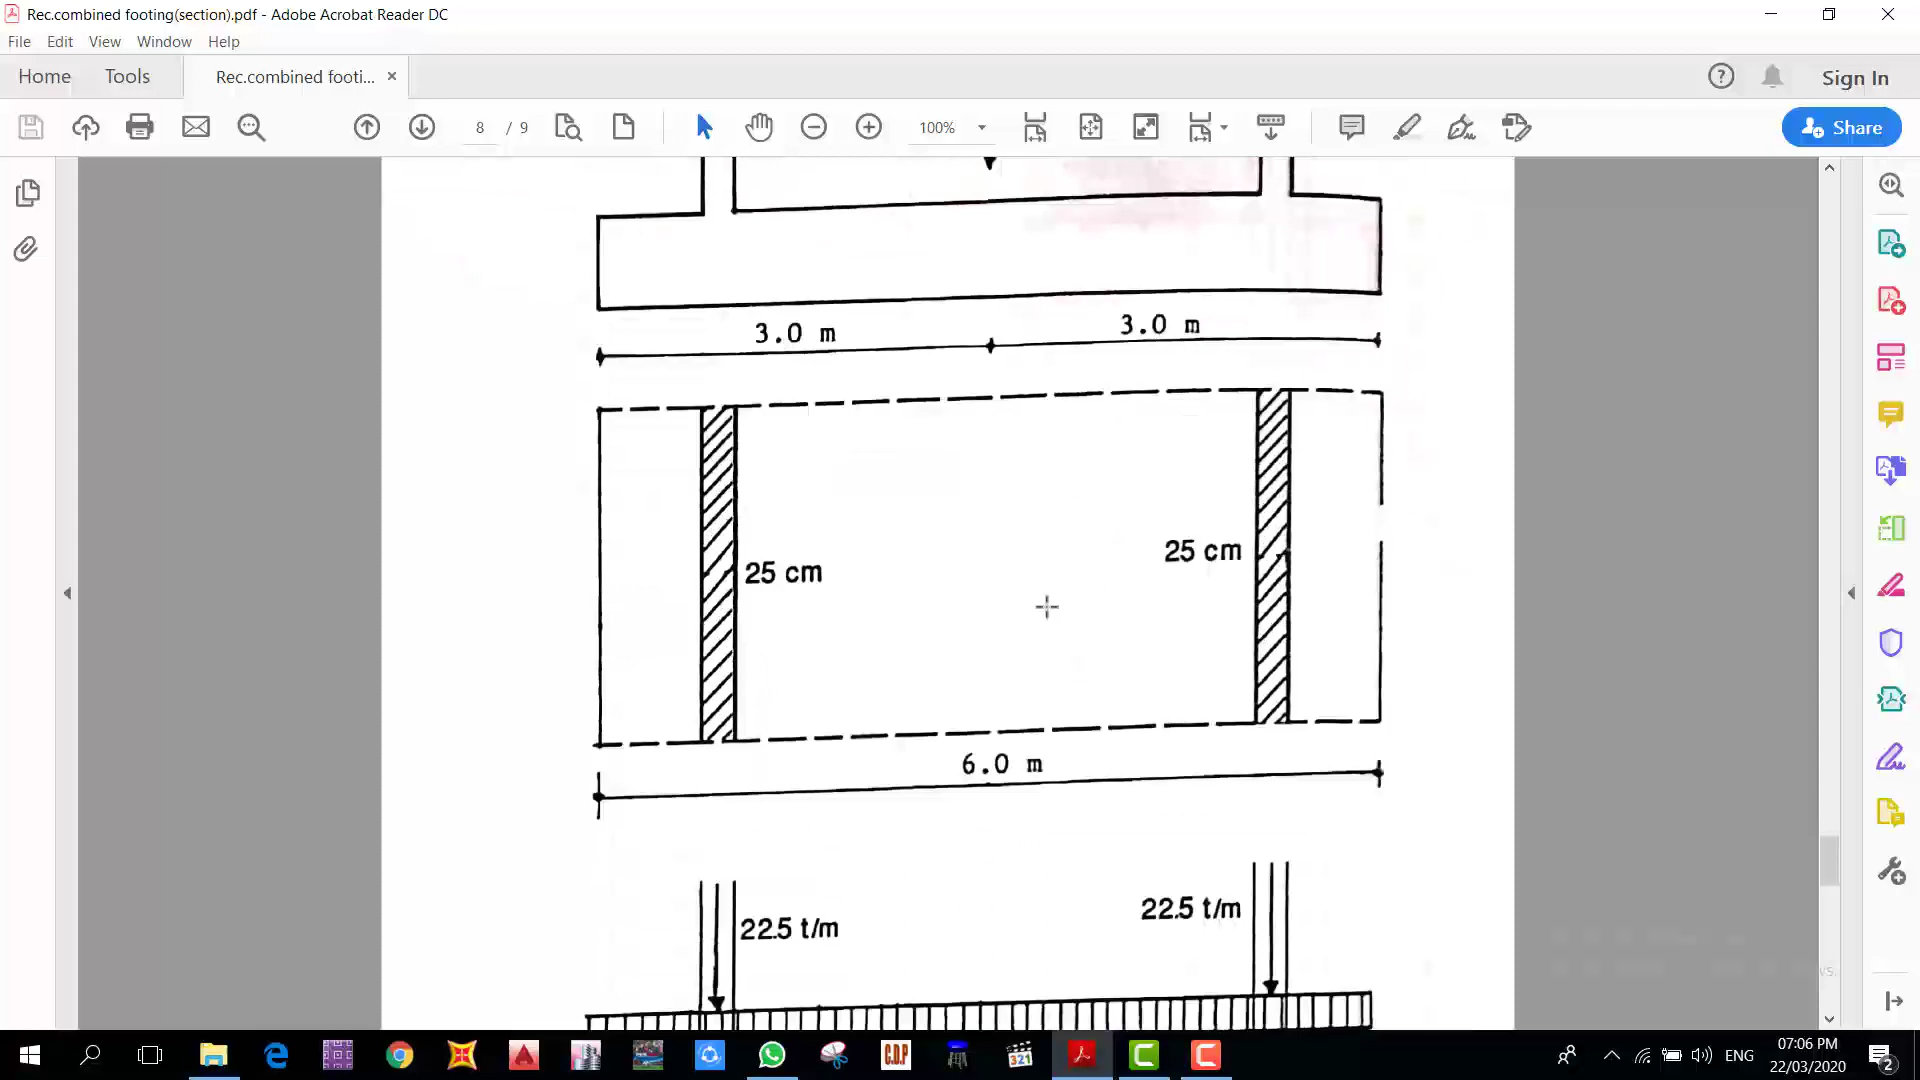 Rec.combined footing(section).pdf - Adobe Acrobat Reader DC
File Edit View Window Help
Home Tools Rec.combined footi... ×
? Sign In
8 / 9 100% Share
3.0 m 3.0 m
25 cm 25 cm
6.0 m
22.5 t/m 22.5 t/m
C.D.P 321 ENG 07:06 PM
22/03/2020 2